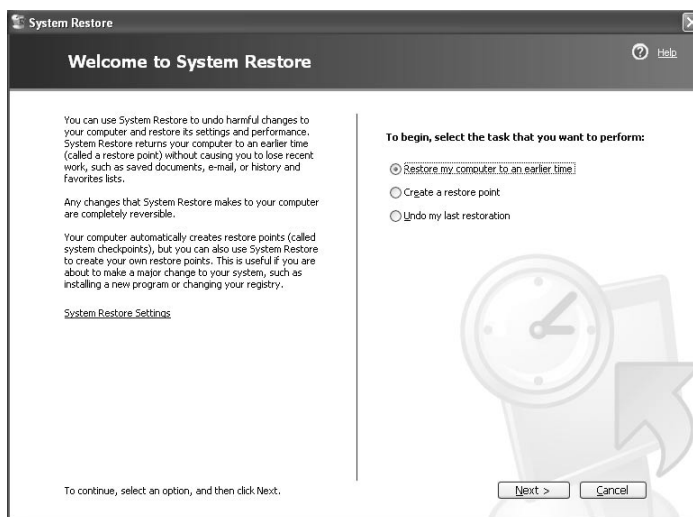 System Restore
Welcome to System Restore
Help
You can use System Restore to undo harmful changes to
your computer and restore its settings and performance.
System Restore returns your computer to an earlier time
(called a restore point) without causing you to lose recent
work, such as saved documents, e-mail, or history and
favorites lists.
Any changes that System Restore makes to your computer
are completely reversible.
Your computer automatically creates restore points (called
system checkpoints), but you can also use System Restore
to create your own restore points. This is useful if you are
about to make a major change to your system, such as
installing a new program or changing your registry.
System Restore Settings
To begin, select the task that you want to perform:
Restore my computer to an earlier time
Create a restore point
Undo my last restoration
To continue, select an option, and then click Next.
Next >
Cancel